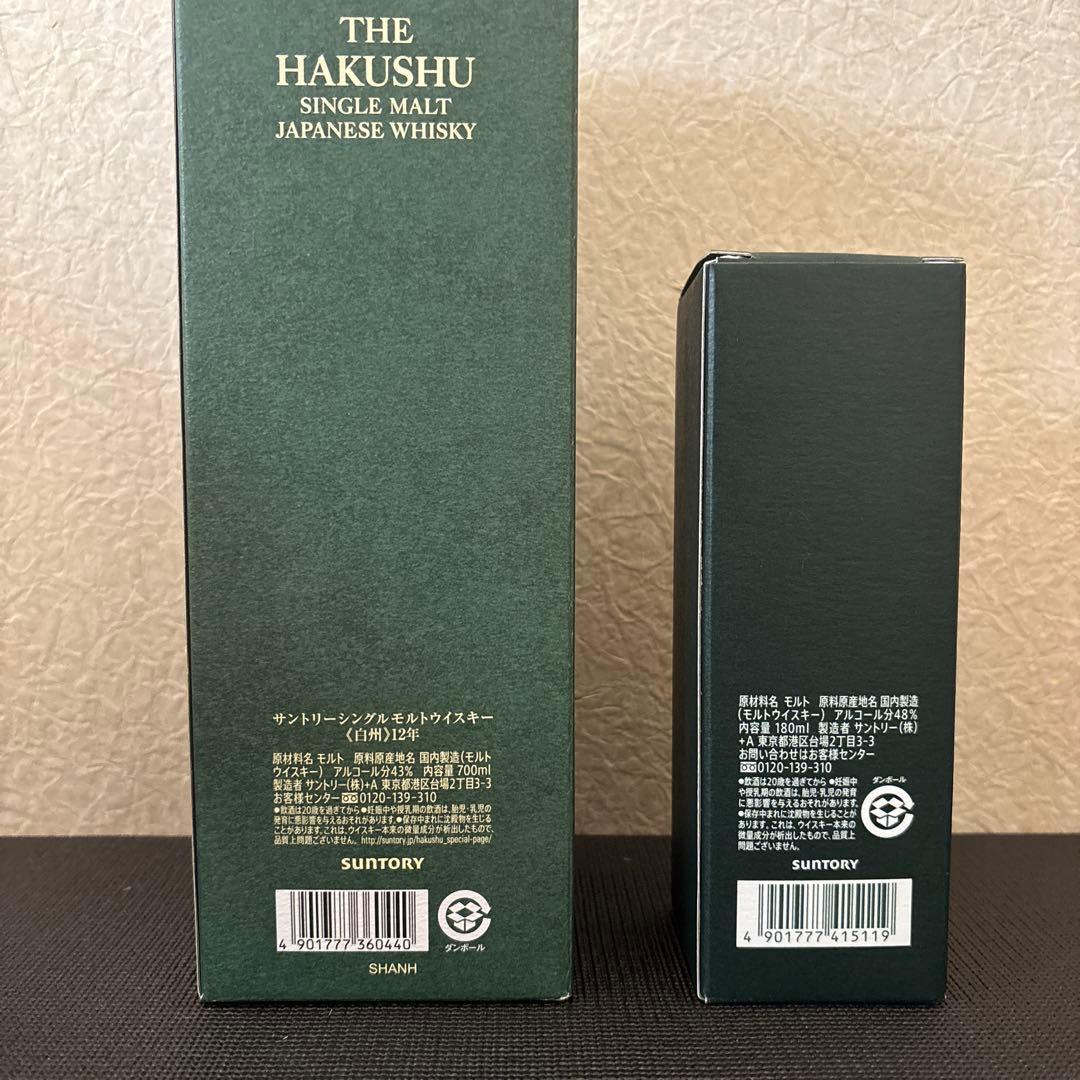 THE
HAKUSHU
SINGLE MALT
JAPANESE WHISKY
サントリーシングルモルトウイスキー
《白州》12年
原材料名 モルト 原料原産地名 国内製造(モルト
ウイスキー) アルコール分43% 内容量 700ml
製造者 サントリー(株)+A 東京都港区台場2丁目3-3
お客様センター 0120-139-310
●飲酒は20歳を過ぎてから ●妊娠中や授乳期の飲酒は、胎児・乳児の
発育に悪影響を与えるおそれがあります。●保存中まれに沈殿物を生じる
ことがあります。これは、ウイスキー本来の微量成分が析出したもので、
品質上問題ございません。http://suntory.jp/hakushu_special-page/
SUNTORY
4 901777 360440
ダンボール
SHANH
原材料名 モルト 原料原産地名 国内製造
(モルトウイスキー) アルコール分48%
内容量 180ml 製造者 サントリー(株)
+A 東京都港区台場2丁目3-3
お問い合わせはお客様センター
0120-139-310
●飲酒は20歳を過ぎてから ●妊娠中
や授乳期の飲酒は、胎児・乳児の発育
に悪影響を与えるおそれがあります。
●保存中まれに沈殿物を生じることが
あります。これは、ウイスキー本来の
微量成分が析出したもので、品質上
問題ございません。
ダンボール
SUNTORY
4 901777 415119